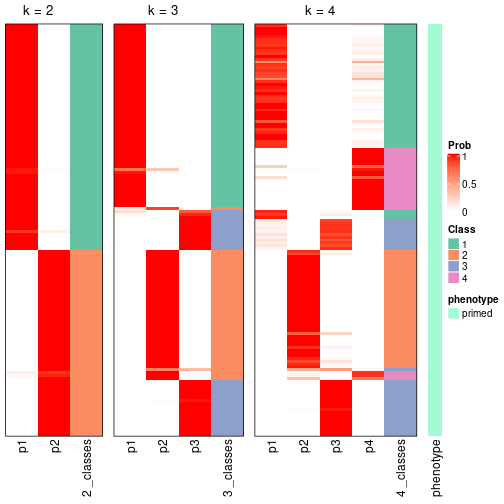 k = 2
k = 3
k = 4
p1
p2
2_classes
p1
p2
p3
3_classes
p1
p2
p3
p4
4_classes
phenotype
Prob
1
0.5
0
Class
1
2
3
4
phenotype
primed